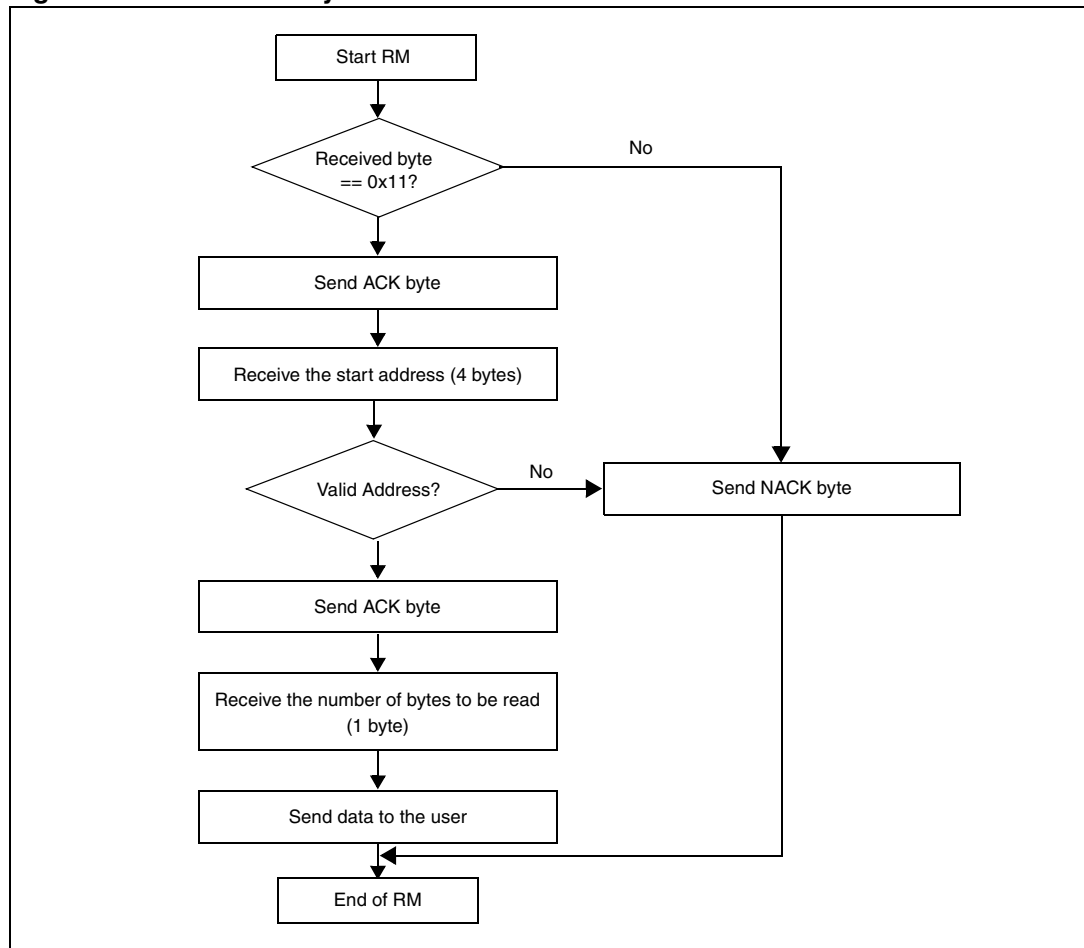 Start RM
Received byte
== 0x11?
No
Send ACK byte
Receive the start address (4 bytes)
Valid Address?
No
Send NACK byte
Send ACK byte
Receive the number of bytes to be read
(1 byte)
Send data to the user
End of RM